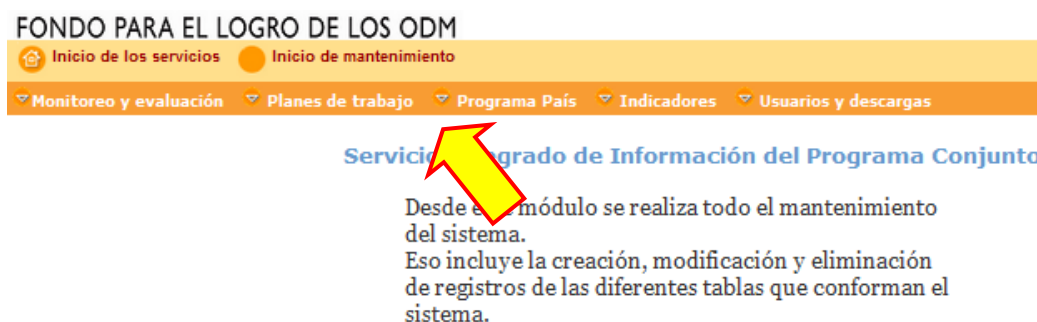 FONDO PARA EL LOGRO DE LOS ODM
Inicio de los servicios Inicio de mantenimiento
Monitoreo y evaluación Planes de trabajo Programa País Indicadores Usuarios y descargas
Servicio de Información del Programa Conjunto
Desde módulo se realiza todo el mantenimiento
del sistema.
Eso incluye la creación, modificación y eliminación
de registros de las diferentes tablas que conforman el
sistema.